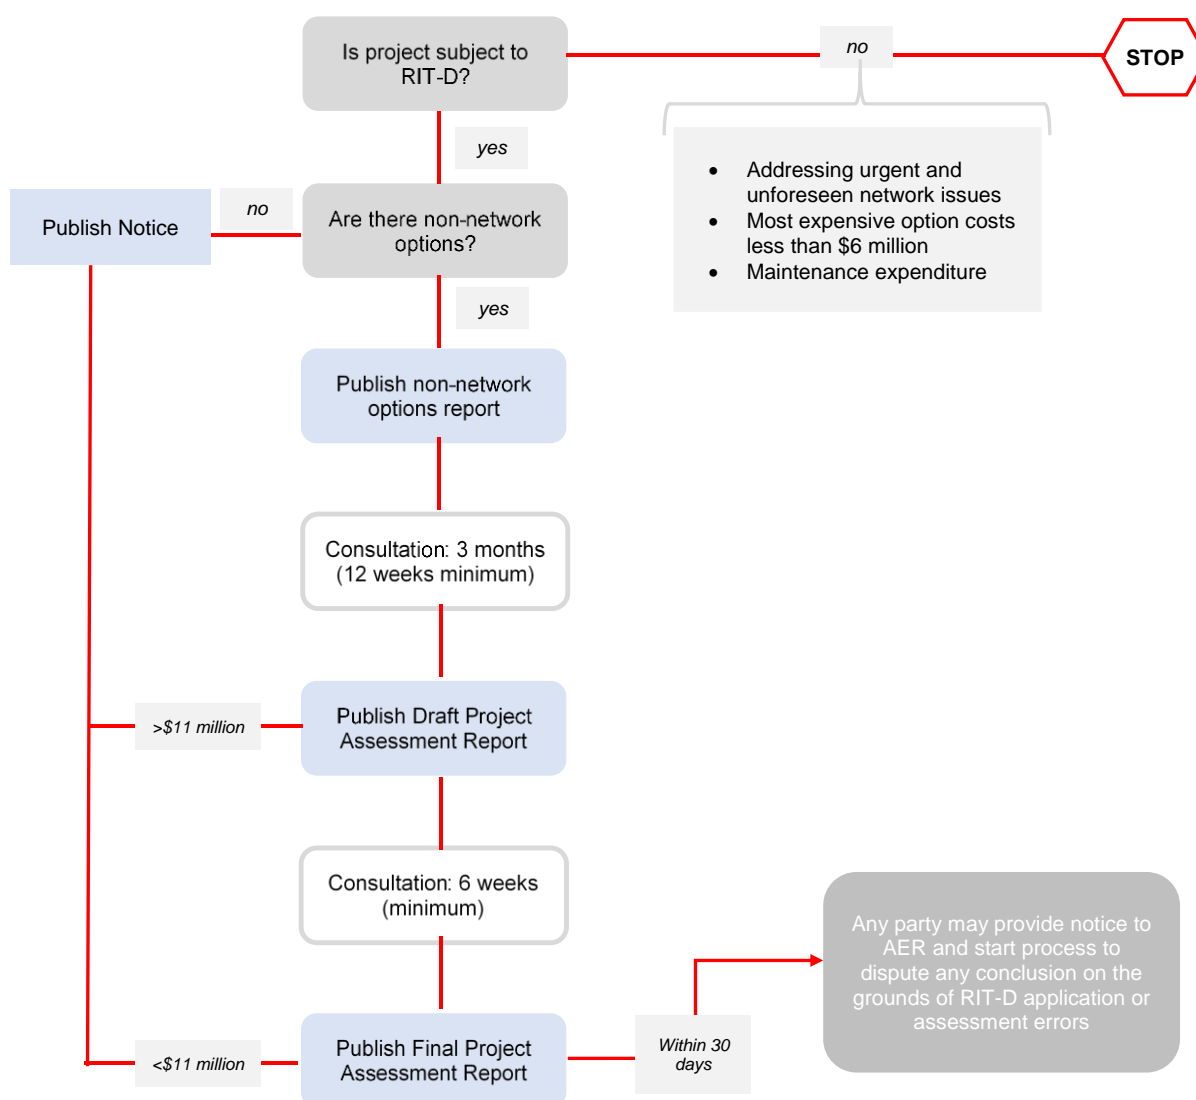 Is project subject to
RIT-D?
no
STOP
yes
• Addressing urgent and
unforeseen network issues
• Most expensive option costs
less than $6 million
• Maintenance expenditure
Publish Notice
no
Are there non-network
options?
yes
Publish non-network
options report
Consultation: 3 months
(12 weeks minimum)
>$11 million
Publish Draft Project
Assessment Report
Consultation: 6 weeks
(minimum)
Any party may provide notice to
AER and start process to
dispute any conclusion on the
grounds of RIT-D application or
assessment errors
<$11 million
Publish Final Project
Assessment Report
Within 30
days